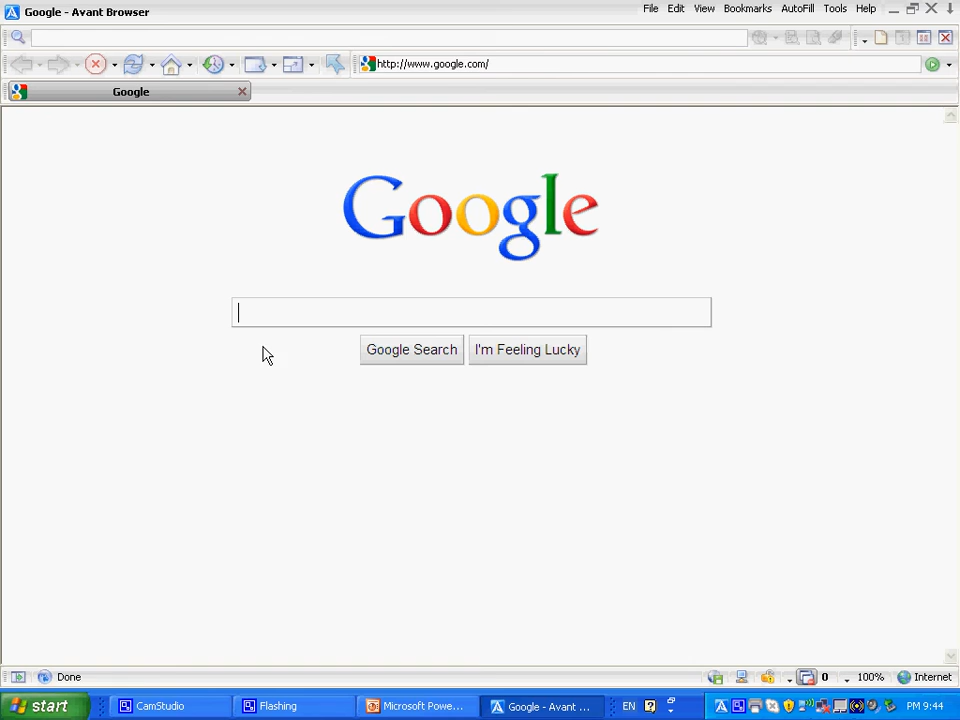 Google - Avant Browser
File Edit View Bookmarks AutoFill Tools Help
http://www.google.com/
Google
Google
Google Search I'm Feeling Lucky
Done 0 100% Internet
start CamStudio Flashing Microsoft Powe... Google - Avant ... EN PM 9:44